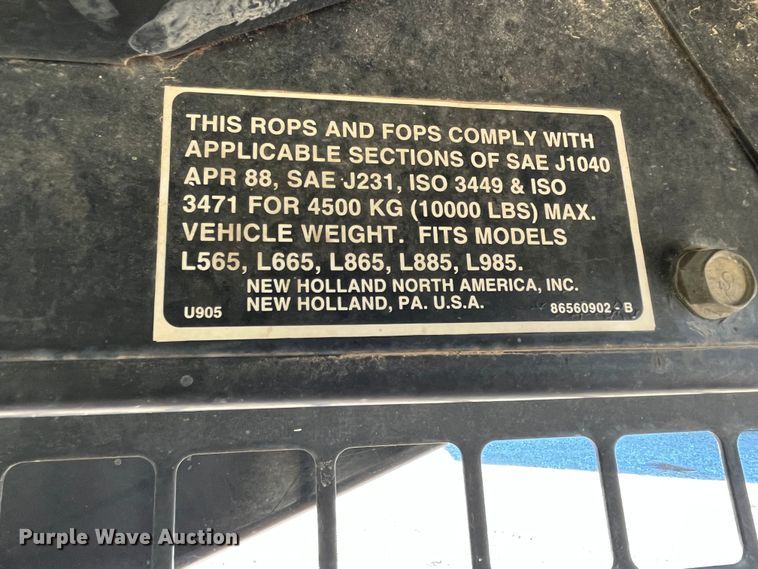 THIS ROPS AND FOPS COMPLY WITH
APPLICABLE SECTIONS OF SAE J1040
APR 88, SAE J231, ISO 3449 & ISO
3471 FOR 4500 KG (10000 LBS) MAX.
VEHICLE WEIGHT. FITS MODELS
L565, L665, L865, L885, L985.
NEW HOLLAND NORTH AMERICA, INC.
NEW HOLLAND, PA. U.S.A.
U905 86560902 - B
Purple Wave Auction